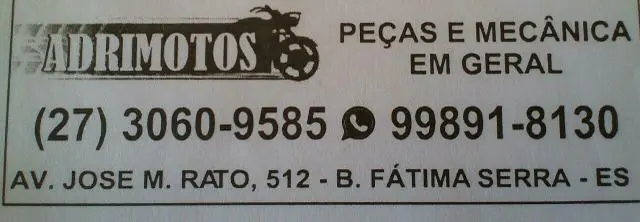 ADRIMOTOS
PEÇAS E MECÂNICA
EM GERAL
(27) 3060-9585 99891-8130
AV. JOSE M. RATO, 512 - B. FÁTIMA SERRA - ES